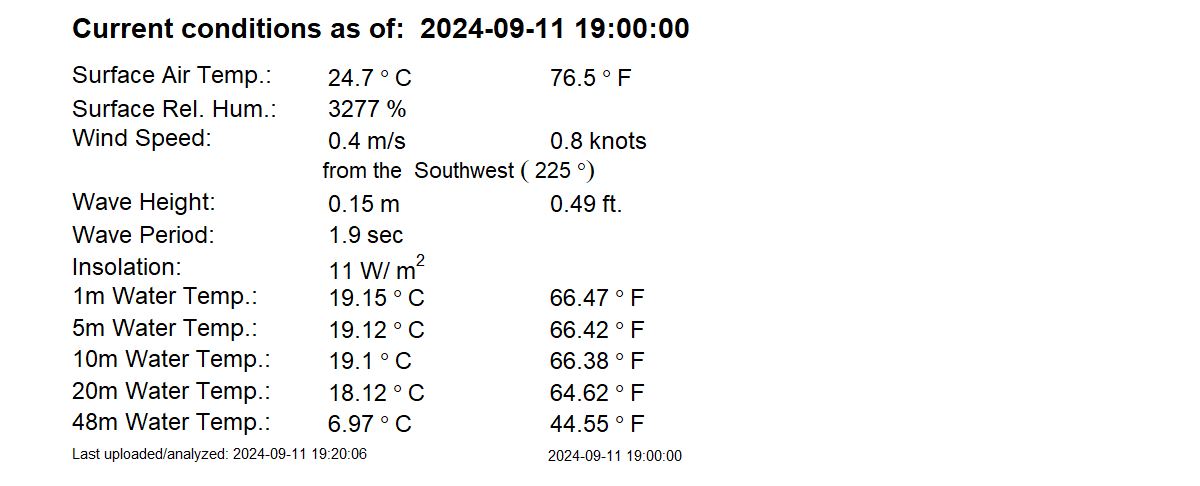 Current conditions as of: 2024-09-11 19:00:00
Surface Air Temp.: 24.7 ° C 76.5 ° F
Surface Rel. Hum.: 3277 %
Wind Speed: 0.4 m/s 0.8 knots
from the Southwest ( 225 °)
Wave Height: 0.15 m 0.49 ft.
Wave Period: 1.9 sec
Insolation: 11 W/ m²
1m Water Temp.: 19.15 ° C 66.47 ° F
5m Water Temp.: 19.12 ° C 66.42 ° F
10m Water Temp.: 19.1 ° C 66.38 ° F
20m Water Temp.: 18.12 ° C 64.62 ° F
48m Water Temp.: 6.97 ° C 44.55 ° F
Last uploaded/analyzed: 2024-09-11 19:20:06 2024-09-11 19:00:00